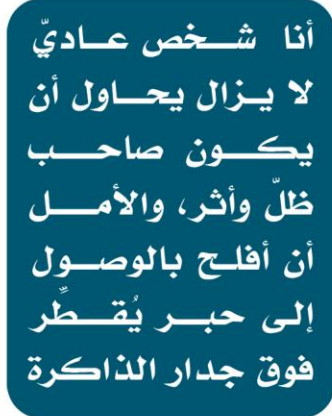 أنا شخص عاديّ
لا يزال يحاول أن
يكون صاحب
ظلّ وأثر، والأمل
أن أفلح بالوصول
إلى حبر يُقطِّر
فوق جدار الذاكرة